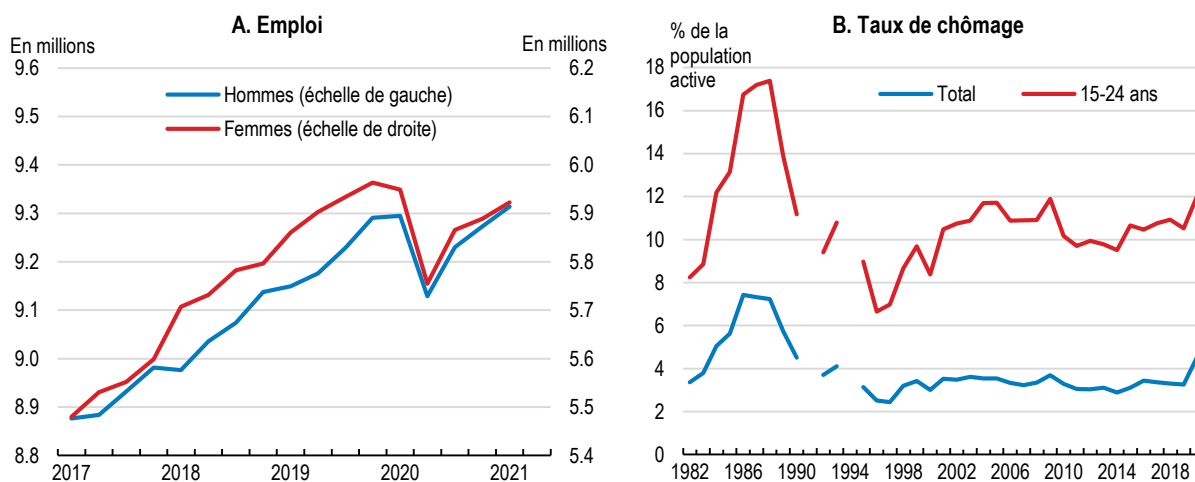 A. Emploi
En millions
En millions
9.6
9.5
9.4
9.3
9.2
9.1
9.0
8.9
8.8
6.2
6.1
6.0
5.9
5.8
5.7
5.6
5.5
5.4
Hommes (échelle de gauche)
Femmes (échelle de droite)
2017 2018 2019 2020 2021
B. Taux de chômage
% de la
population
active
18
16
14
12
10
8
6
4
2
0
Total 15-24 ans
1982 1986 1990 1994 1998 2002 2006 2010 2014 2018